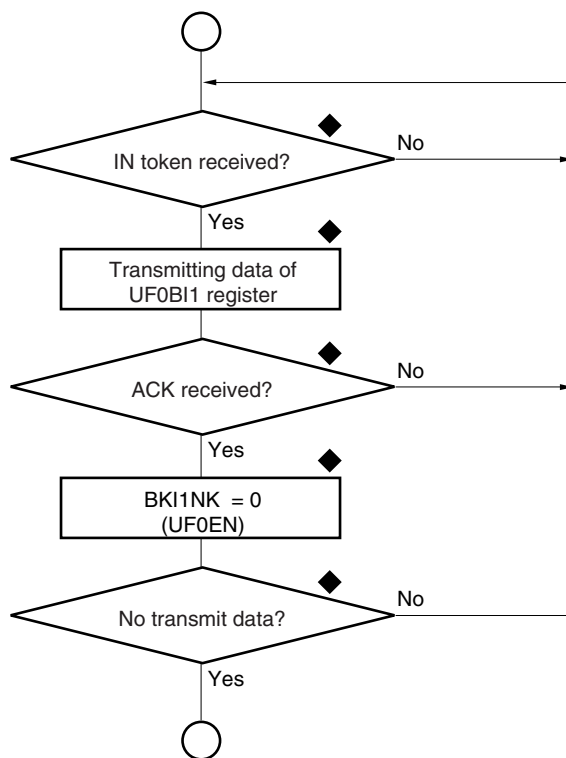 IN token received?
No
Yes
Transmitting data of
UF0BI1 register
ACK received?
No
Yes
BKI1NK = 0
(UF0EN)
No transmit data?
No
Yes